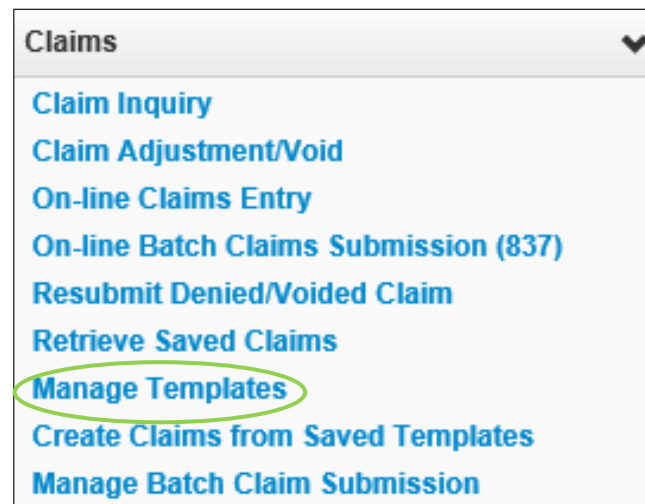 Claims
Claim Inquiry
Claim Adjustment/Void
On-line Claims Entry
On-line Batch Claims Submission (837)
Resubmit Denied/Voided Claim
Retrieve Saved Claims
Manage Templates
Create Claims from Saved Templates
Manage Batch Claim Submission